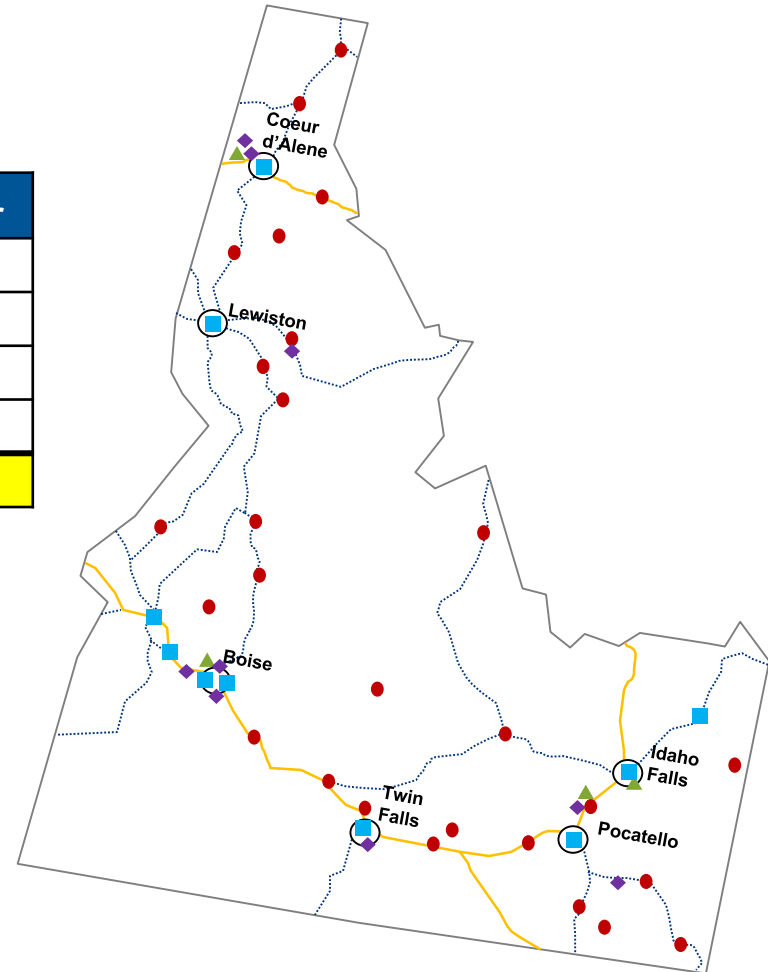 Coeur
d'Alene
Lewiston
Boise
Idaho
Falls
Twin
Falls
Pocatello